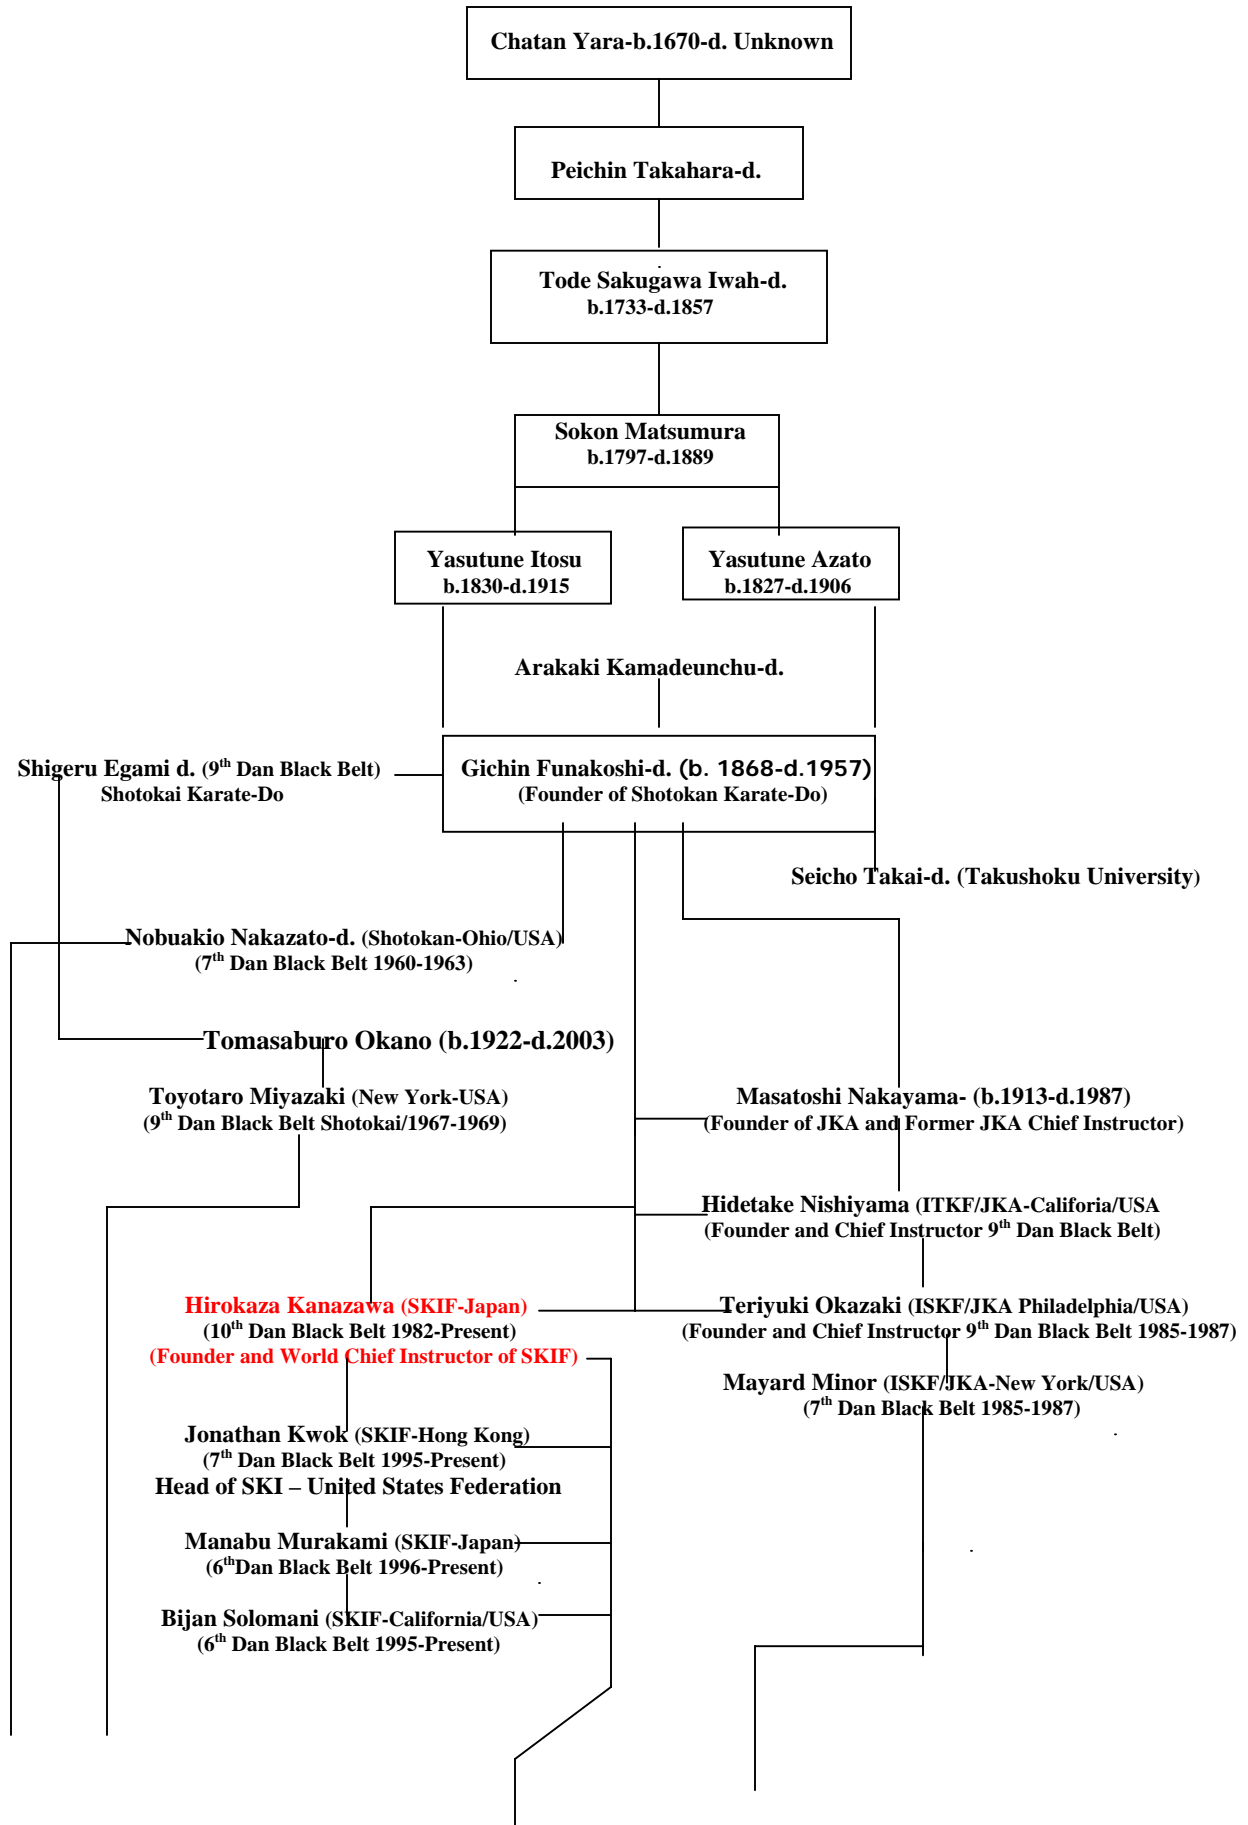 Chatan Yara-b.1670-d. Unknown
Peichin Takahara-d.
Tode Sakugawa Iwah-d.
b.1733-d.1857
Sokon Matsumura
b.1797-d.1889
Yasutune Itosu
b.1830-d.1915
Yasutune Azato
b.1827-d.1906
Arakaki Kamadeunchu-d.
Shigeru Egami d. (9th Dan Black Belt)
Shotokai Karate-Do
Gichin Funakoshi-d. (b. 1868-d.1957)
(Founder of Shotokan Karate-Do)
Seicho Takai-d. (Takushoku University)
Nobuakio Nakazato-d. (Shotokan-Ohio/USA)
(7th Dan Black Belt 1960-1963)
Tomasaburo Okano (b.1922-d.2003)
Toyotaro Miyazaki (New York-USA)
(9th Dan Black Belt Shotokai/1967-1969)
Masatoshi Nakayama- (b.1913-d.1987)
(Founder of JKA and Former JKA Chief Instructor)
Hidetake Nishiyama (ITKF/JKA-Califoria/USA
(Founder and Chief Instructor 9th Dan Black Belt)
Hirokaza Kanazawa (SKIF-Japan)
(10th Dan Black Belt 1982-Present)
(Founder and World Chief Instructor of SKIF)
Teriyuki Okazaki (ISKF/JKA Philadelphia/USA)
(Founder and Chief Instructor 9th Dan Black Belt 1985-1987)
Mayard Minor (ISKF/JKA-New York/USA)
(7th Dan Black Belt 1985-1987)
Jonathan Kwok (SKIF-Hong Kong)
(7th Dan Black Belt 1995-Present)
Head of SKI – United States Federation
Manabu Murakami (SKIF-Japan)
(6thDan Black Belt 1996-Present)
Bijan Solomani (SKIF-California/USA)
(6th Dan Black Belt 1995-Present)